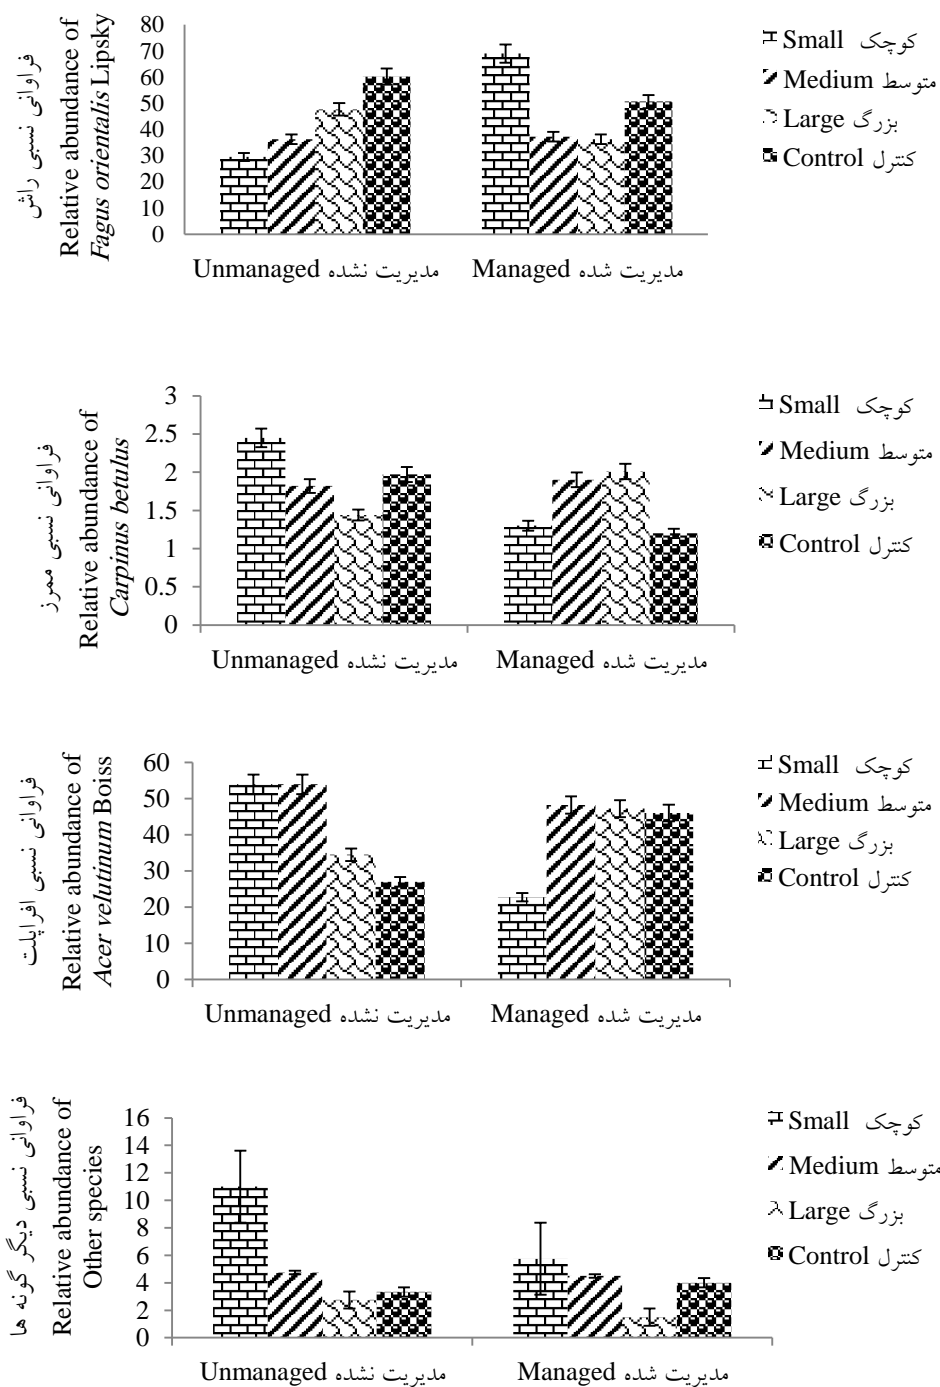 فراوانی نسبی راش
Relative abundance of
Fagus orientalis Lipsky
80
70
60
50
40
30
20
10
0
Unmanaged مدیریت نشده
Managed مدیریت شده
Small کوچک
Medium متوسط
Large بزرگ
Control کنترل
فراوانی نسبی ممرز
Relative abundance of
Carpinus betulus
3
2.5
2
1.5
1
0.5
0
Unmanaged مدیریت نشده
Managed مدیریت شده
Small کوچک
Medium متوسط
Large بزرگ
Control کنترل
فراوانی نسبی افراپلت
Relative abundance of
Acer velutinum Boiss
60
50
40
30
20
10
0
Unmanaged مدیریت نشده
Managed مدیریت شده
Small کوچک
Medium متوسط
Large بزرگ
Control کنترل
فراوانی نسبی دیگر گونه ها
Relative abundance of
Other species
16
14
12
10
8
6
4
2
0
Unmanaged مدیریت نشده
Managed مدیریت شده
Small کوچک
Medium متوسط
Large بزرگ
Control کنترل